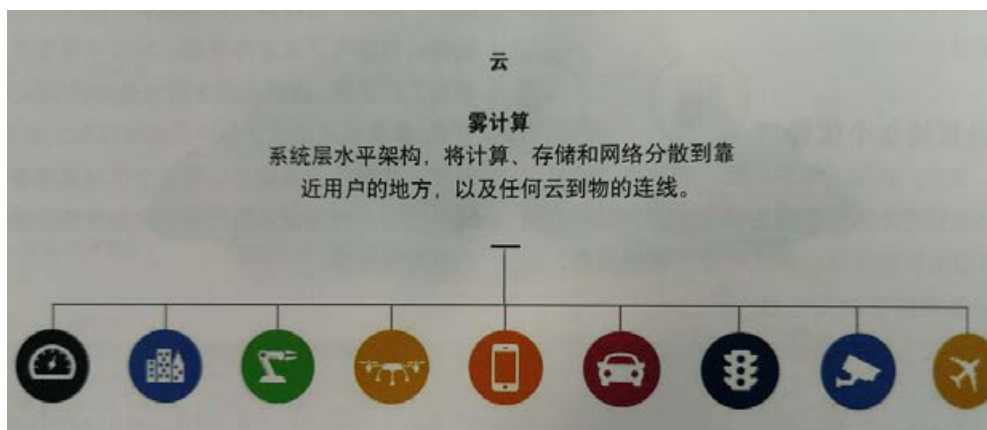 云
雾计算
系统层水平架构，将计算、存储和网络分散到靠
近用户的地方，以及任何云到物的连线。